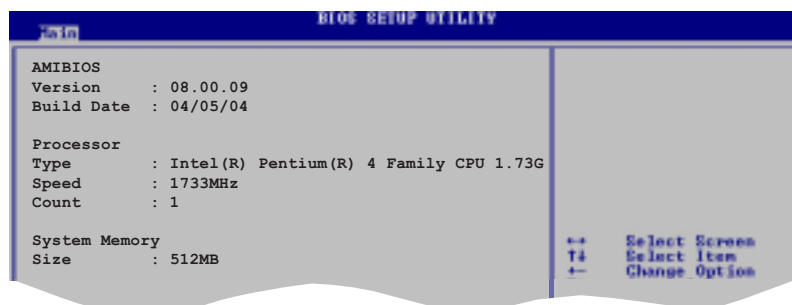 BIOS SETUP UTILITY
Main
AMIBIOS
Version : 08.00.09
Build Date : 04/05/04
Processor
Type : Intel(R) Pentium(R) 4 Family CPU 1.73G
Speed : 1733MHz
Count : 1
System Memory
Size : 512MB
←→ Select Screen
↑↓ Select Item
+- Change Option